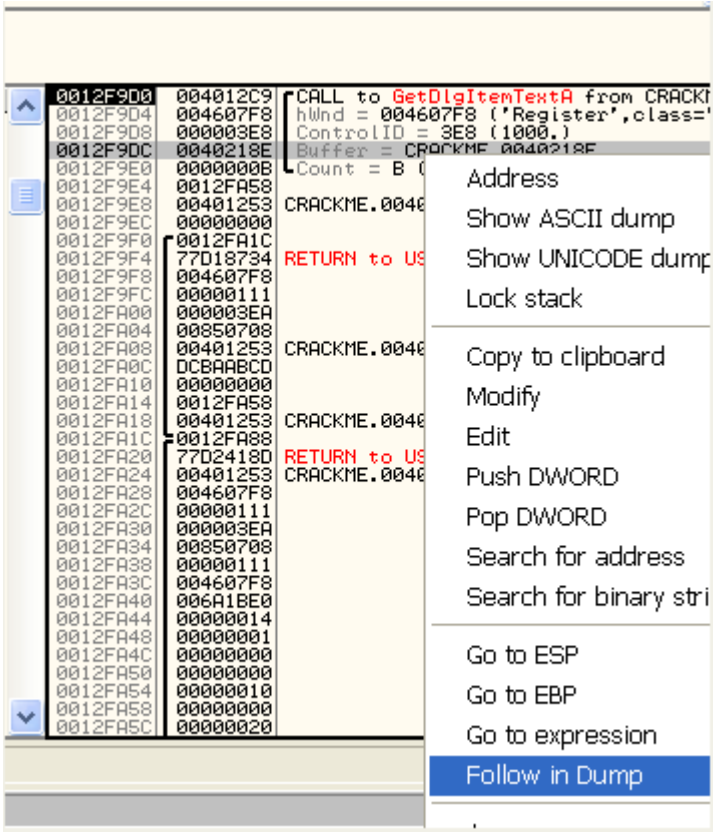 0012F9D0 004012C9 CALL to GetDlgItemTextA from CRACKM
0012F9D4 004607F8 hWnd = 004607F8 ('Register',class='
0012F9D8 000003E8 ControlID = 3E8 (1000.)
0012F9DC 0040218E Buffer = CRACKME.0040218E
0012F9E0 0000000B Count = B (
0012F9E4 0012FA58
0012F9E8 00401253 CRACKME.0040
0012F9EC 00000000
0012F9F0 0012FA1C
0012F9F4 77D18734 RETURN to US
0012F9F8 004607F8
0012F9FC 00000111
0012FA00 000003EA
0012FA04 00850708
0012FA08 00401253 CRACKME.0040
0012FA0C DCBAABCD
0012FA10 00000000
0012FA14 0012FA58
0012FA18 00401253 CRACKME.0040
0012FA1C 0012FA88
0012FA20 77D2418D RETURN to US
0012FA24 00401253 CRACKME.0040
0012FA28 004607F8
0012FA2C 00000111
0012FA30 000003EA
0012FA34 00850708
0012FA38 00000111
0012FA3C 004607F8
0012FA40 006A1BE0
0012FA44 00000014
0012FA48 00000001
0012FA4C 00000000
0012FA50 00000000
0012FA54 00000010
0012FA58 00000000
0012FA5C 00000020
Address
Show ASCII dump
Show UNICODE dump
Lock stack
Copy to clipboard
Modify
Edit
Push DWORD
Pop DWORD
Search for address
Search for binary stri
Go to ESP
Go to EBP
Go to expression
Follow in Dump